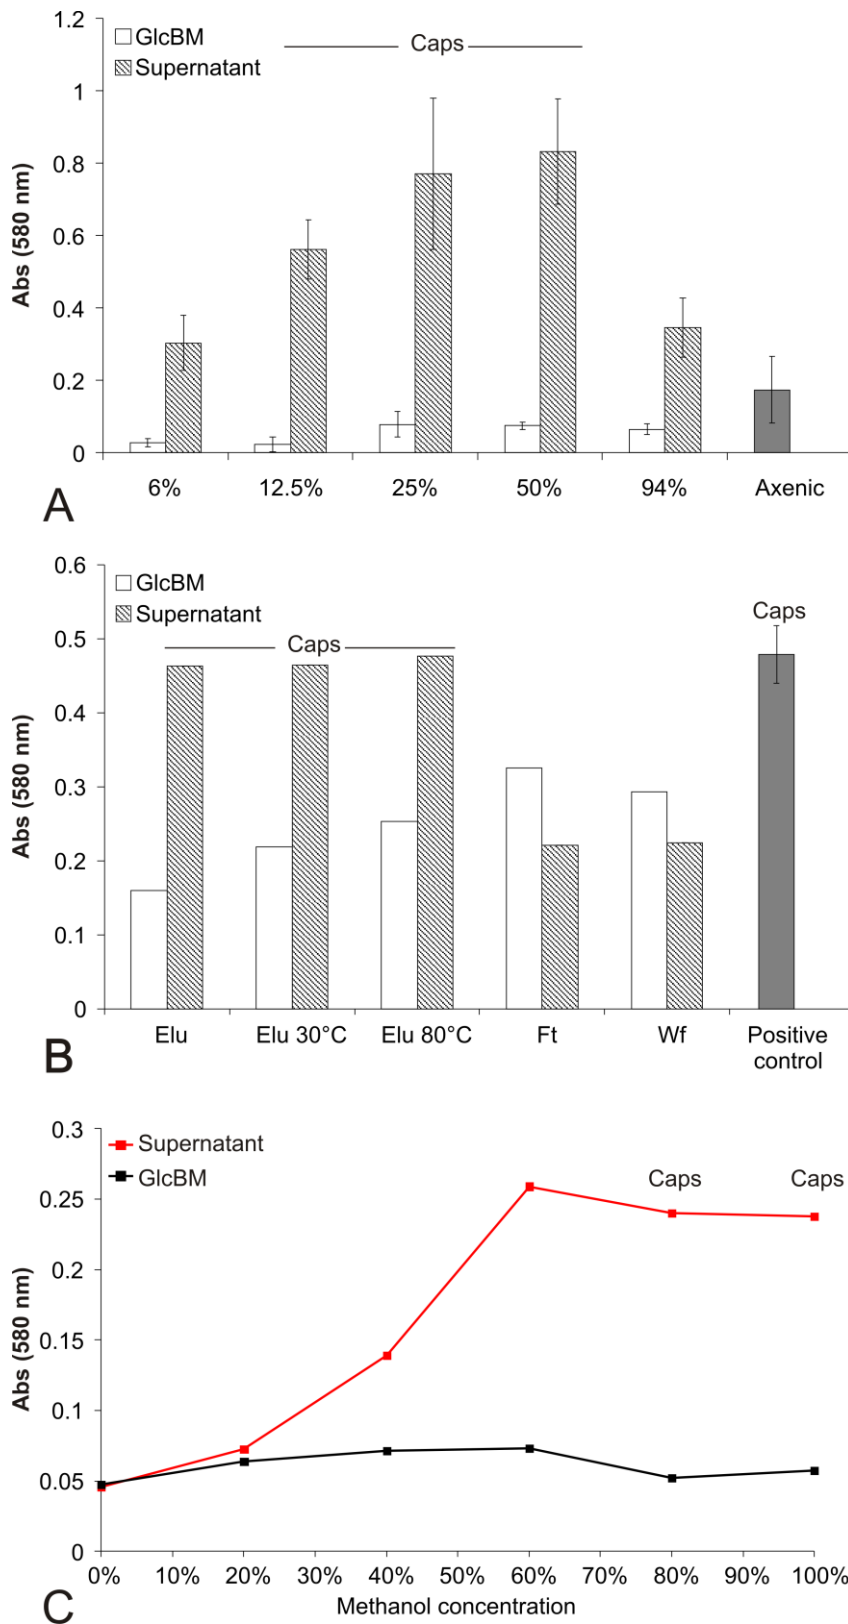 1.2
GlcBM
Supernatant
Caps
1
0.8
0.6
0.4
0.2
0
Abs (580 nm)
6% 12.5% 25% 50% 94% Axenic
A
0.6
GlcBM
Supernatant
Caps
Caps
0.5
0.4
0.3
0.2
0.1
0
Abs (580 nm)
Elu Elu 30°C Elu 80°C Ft Wf Positive
control
B
0.3
Supernatant
GlcBM
Caps Caps
0.25
0.2
0.15
0.1
0.05
0
Abs (580 nm)
0% 10% 20% 30% 40% 50% 60% 70% 80% 90% 100%
Methanol concentration
C